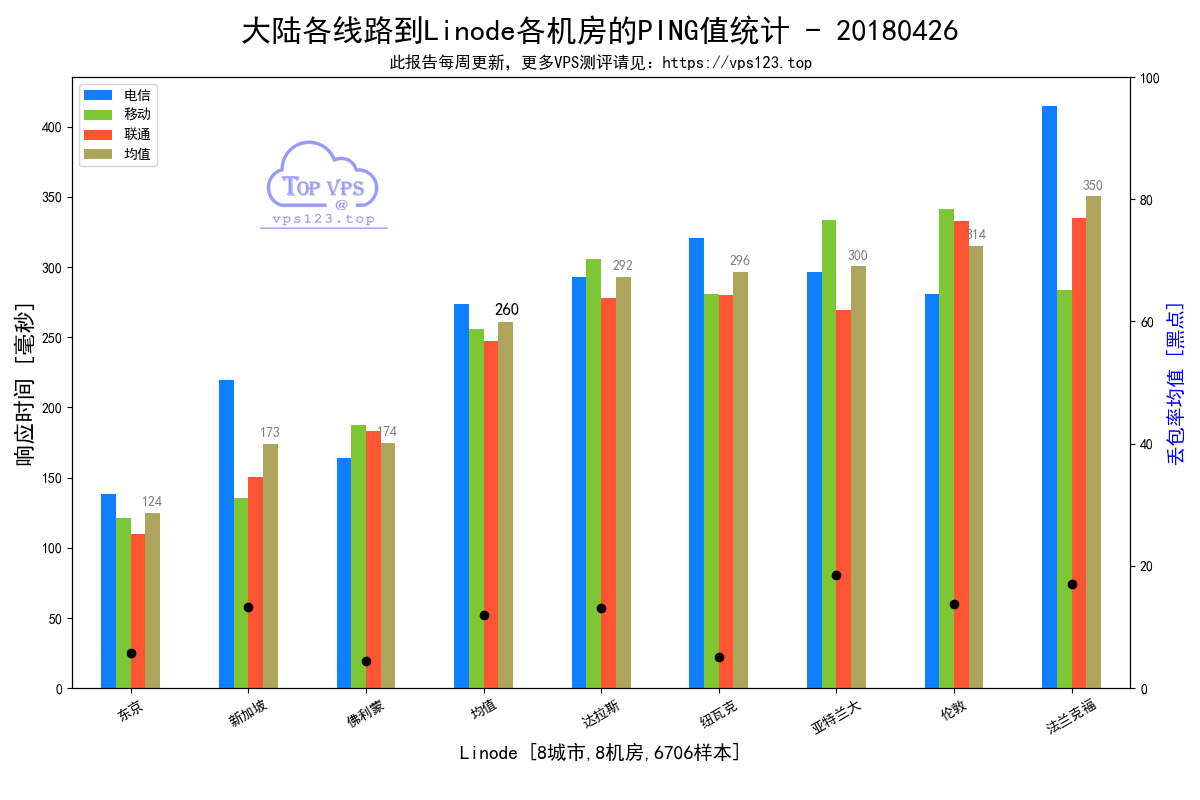 大陆各线路到Linode各机房的PING值统计 - 20180426
此报告每周更新，更多VPS测评请见：https://vps123.top
电信
移动
联通
均值
TOP VPS
@
vps123.top
响应时间 [毫秒]
400
350
300
250
200
150
100
50
0
124
173
174
260
292
296
300
314
350
100
80
60
40
20
0
丢包率均值 [黑点]
东京
新加坡
佛利蒙
均值
达拉斯
纽瓦克
亚特兰大
伦敦
法兰克福
Linode [8城市,8机房,6706样本]